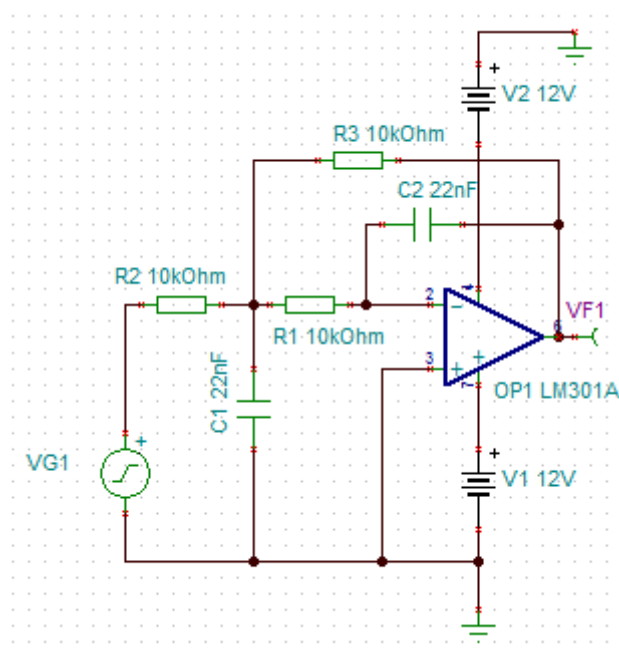 +
V2 12V
R3 10kOhm
C2 22nF
R2 10kOhm
2
−
VF1
R1 10kOhm
6
3
+
+
C1 22nF
7
OP1 LM301A
+
VG1
+
V1 12V